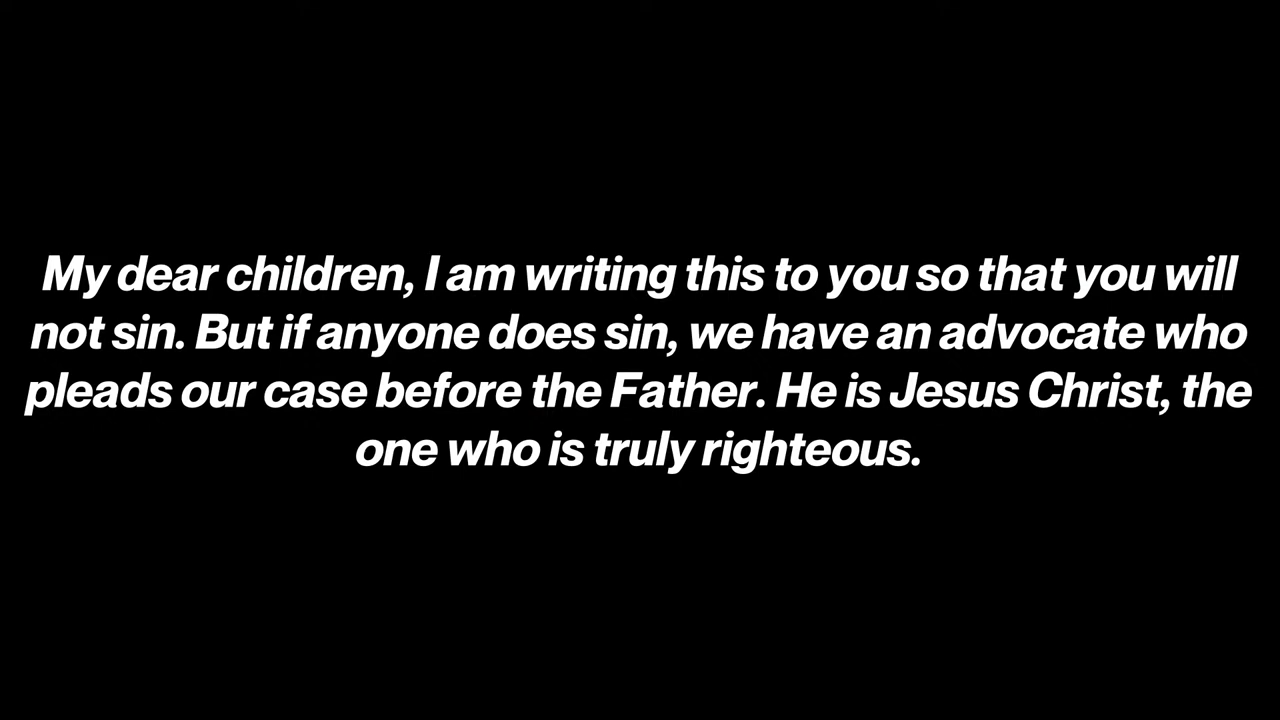 My dear children, I am writing this to you so that you will
not sin. But if anyone does sin, we have an advocate who
pleads our case before the Father. He is Jesus Christ, the
one who is truly righteous.